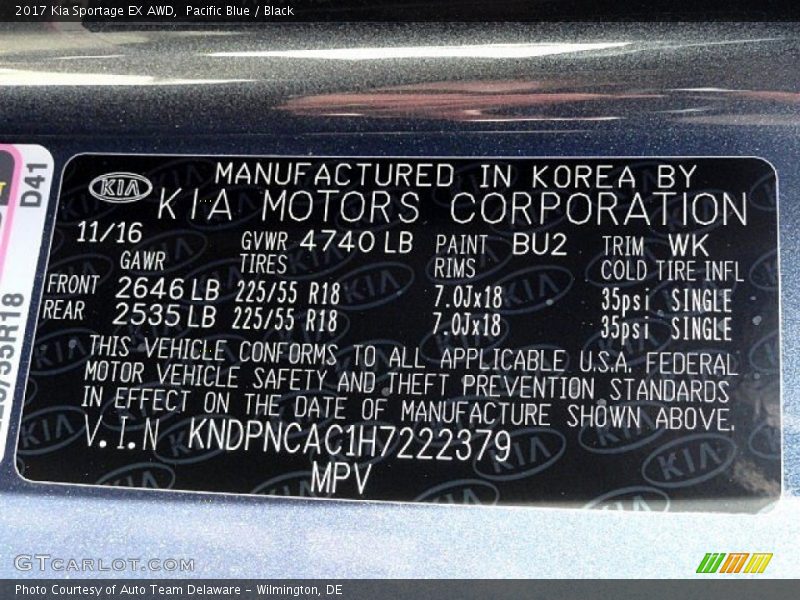 2017 Kia Sportage EX AWD, Pacific Blue / Black
D41
KIA
MANUFACTURED IN KOREA BY
KIA MOTORS CORPORATION
11/16 GVWR 4740 LB PAINT BU2 TRIM WK
GAWR TIRES RIMS COLD TIRE INFL
FRONT 2646 LB 225/55 R18 7.0Jx18 35psi SINGLE
REAR 2535 LB 225/55 R18 7.0Jx18 35psi SINGLE
THIS VEHICLE CONFORMS TO ALL APPLICABLE U.S.A. FEDERAL
MOTOR VEHICLE SAFETY AND THEFT PREVENTION STANDARDS
IN EFFECT ON THE DATE OF MANUFACTURE SHOWN ABOVE.
V.I.N KNDPNCAC1H7222379
MPV
GTCARLOT.COM
Photo Courtesy of Auto Team Delaware - Wilmington, DE